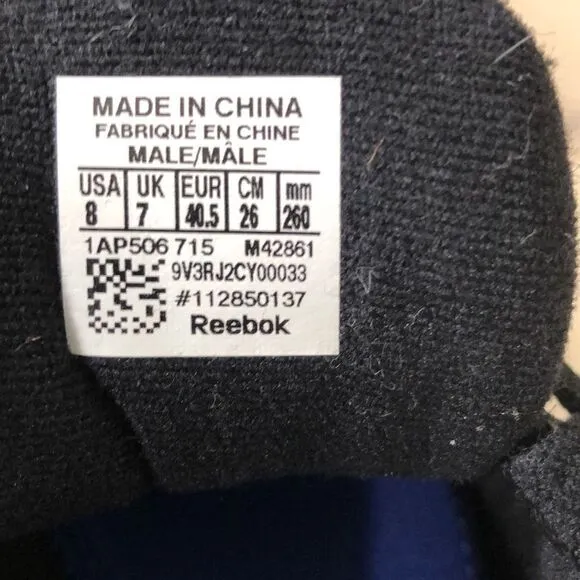 MADE IN CHINA
FABRIQUÉ EN CHINE
MALE/MÂLE
USA UK EUR CM mm
8 7 40.5 26 260
1AP506 715 M42861
9V3RJ2CY00033
#112850137
Reebok